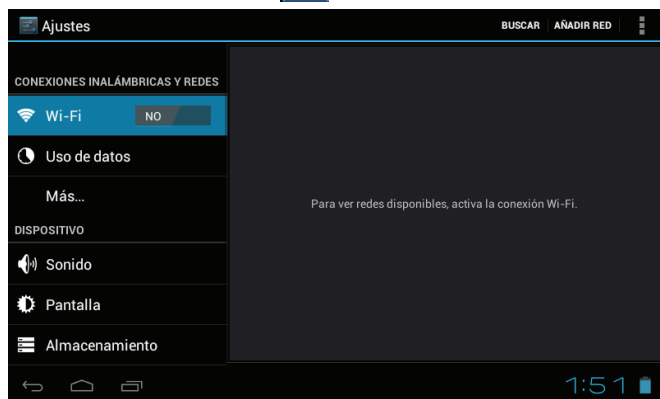 Ajustes
BUSCAR AÑADIR RED
CONEXIONES INALÁMBRICAS Y REDES
Wi-Fi NO
Uso de datos
Más...
Para ver redes disponibles, activa la conexión Wi-Fi.
DISPOSITIVO
Sonido
Pantalla
Almacenamiento
1:51